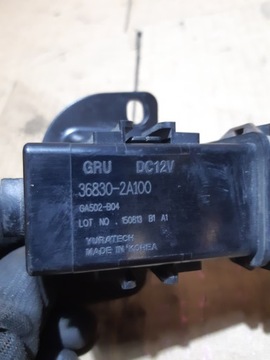 GRU DC12V
36830-2A100
GA502-B04
LOT NO . 150813 B1 A1
YURATECH
MADE IN KOREA